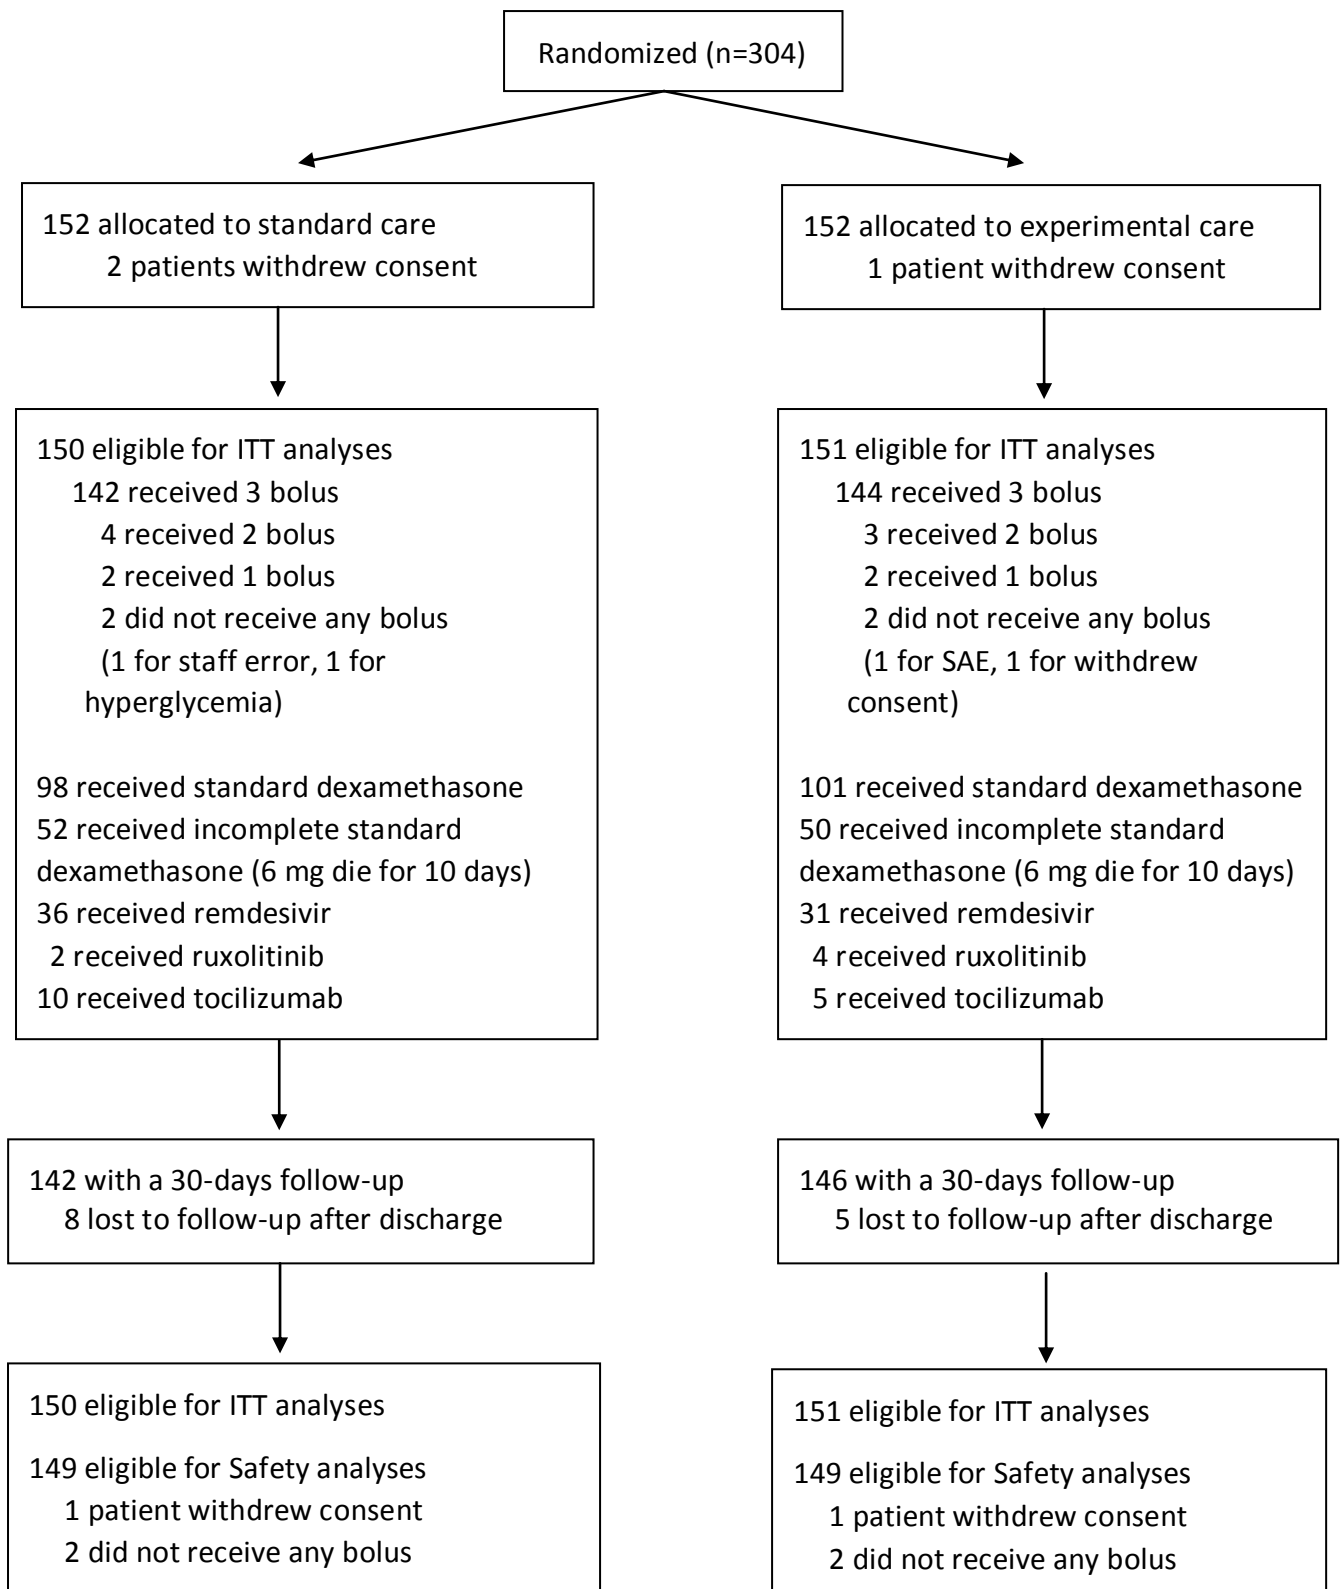 Randomized (n=304)
152 allocated to standard care
2 patients withdrew consent
152 allocated to experimental care
1 patient withdrew consent
150 eligible for ITT analyses
142 received 3 bolus
4 received 2 bolus
2 received 1 bolus
2 did not receive any bolus
(1 for staff error, 1 for
hyperglycemia)
98 received standard dexamethasone
52 received incomplete standard
dexamethasone (6 mg die for 10 days)
36 received remdesivir
2 received ruxolitinib
10 received tocilizumab
151 eligible for ITT analyses
144 received 3 bolus
3 received 2 bolus
2 received 1 bolus
2 did not receive any bolus
(1 for SAE, 1 for withdrew
consent)
101 received standard dexamethasone
50 received incomplete standard
dexamethasone (6 mg die for 10 days)
31 received remdesivir
4 received ruxolitinib
5 received tocilizumab
142 with a 30-days follow-up
8 lost to follow-up after discharge
146 with a 30-days follow-up
5 lost to follow-up after discharge
150 eligible for ITT analyses
149 eligible for Safety analyses
1 patient withdrew consent
2 did not receive any bolus
151 eligible for ITT analyses
149 eligible for Safety analyses
1 patient withdrew consent
2 did not receive any bolus